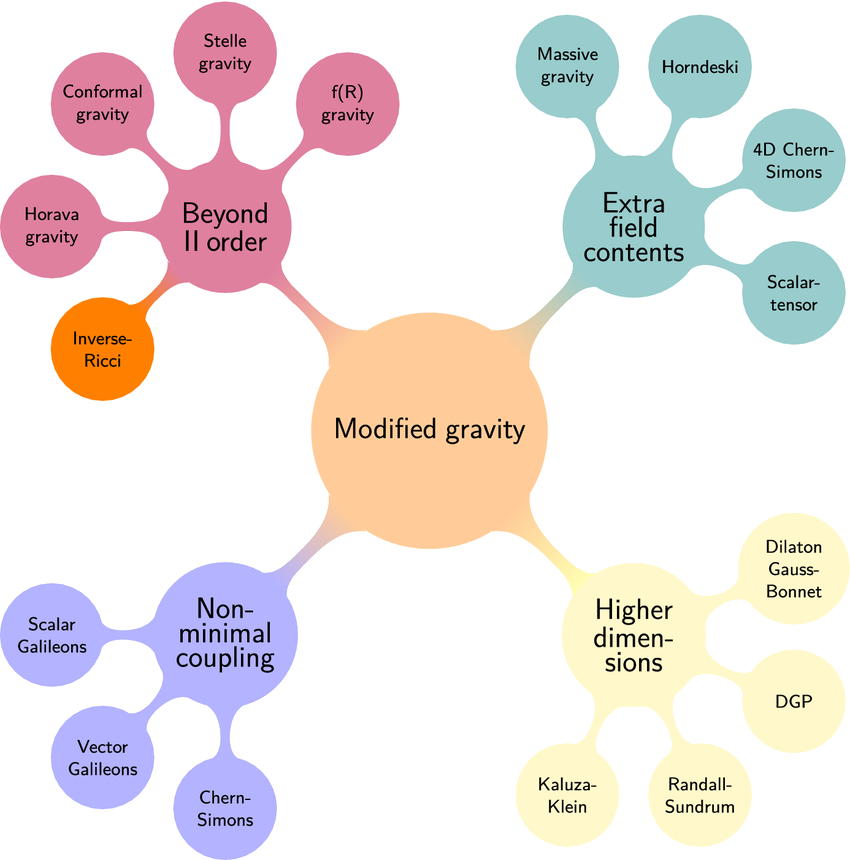 Stelle
gravity
Conformal
gravity
f(R)
gravity
Horava
gravity
Beyond
II order
Inverse-
Ricci
Massive
gravity
Horndeski
4D Chern-
Simons
Extra
field
contents
Scalar-
tensor
Modified gravity
Non-
minimal
coupling
Scalar
Galileons
Vector
Galileons
Chern-
Simons
Dilaton
Gauss-
Bonnet
Higher
dimen-
sions
DGP
Kaluza-
Klein
Randall-
Sundrum